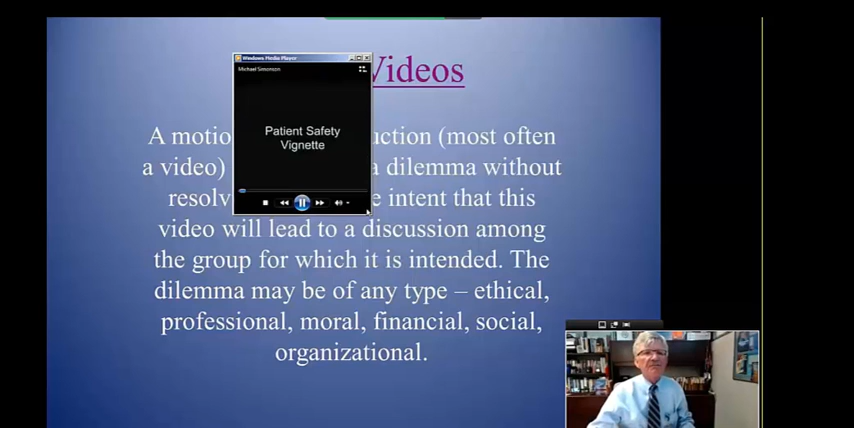 Windows Media Player
Michael Simonson
Patient Safety
Vignette
Videos
A motio uction (most often
a video) a dilemma without
resolv e intent that this
video will lead to a discussion among
the group for which it is intended. The
dilemma may be of any type – ethical,
professional, moral, financial, social,
organizational.